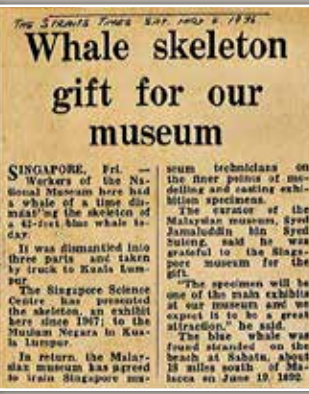 THE STRAITS TIMES SAT. MAY
Whale skeleton
gift for our
museum
SINGAPORE, Fri. —
Workers of the Na-
tional Museum here had
a whale of a time dis-
mantling the skeleton of
a 42-feet blue whale to-
day.
It was dismantled into
three parts and taken
by truck to Kuala Lum-
pur.
The Singapore Science
Centre has presented
the skeleton, an exhibit
here since 1907; to the
Muzium Negara in Kua-
la Lumpur.
In return, the Malay-
sian museum has agreed
to train Singapore mu-
seum technicians on
the finer points of mo-
delling and casting exhi-
bition specimens.
The curator of the
Malaysian museum, Syed
Jamaluddin bin Syed
said he was
grateful to the Singa-
pore museum for the
gift.
"The specimen will be
one of the main exhibits
at our museum and we
expect it to be a great
attraction," he said.
The blue whale was
found stranded on the
beach at Sabatu, about
18 miles south of Ma-
lacca on June 19, 1892.